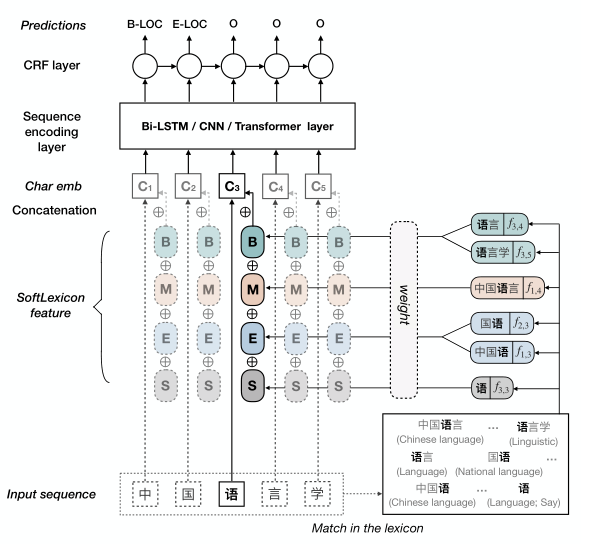 Predictions
B-LOC E-LOC O O O
CRF layer
Sequence
encoding
layer
Bi-LSTM / CNN / Transformer layer
Char emb
C1 C2 C3 C4 C5
Concatenation
⊕ ⊕ ⊕ ⊕ ⊕
B B B B B
语言 f3,4
语言学 f3,5
⊕ ⊕ ⊕ ⊕ ⊕
SoftLexicon
feature
M M M M M
weight
中国语言 f1,4
⊕ ⊕ ⊕ ⊕ ⊕
E E E E E
国语 f2,3
中国语 f1,3
⊕ ⊕ ⊕ ⊕ ⊕
S S S S S
语 f3,3
中国语言 ... 语言学
(Chinese language) (Linguistic)
语言 国语 ...
(Language) (National language)
中国语 ... 语
(Chinese language) (Language; Say)
Input sequence
中 国 语 言 学
Match in the lexicon